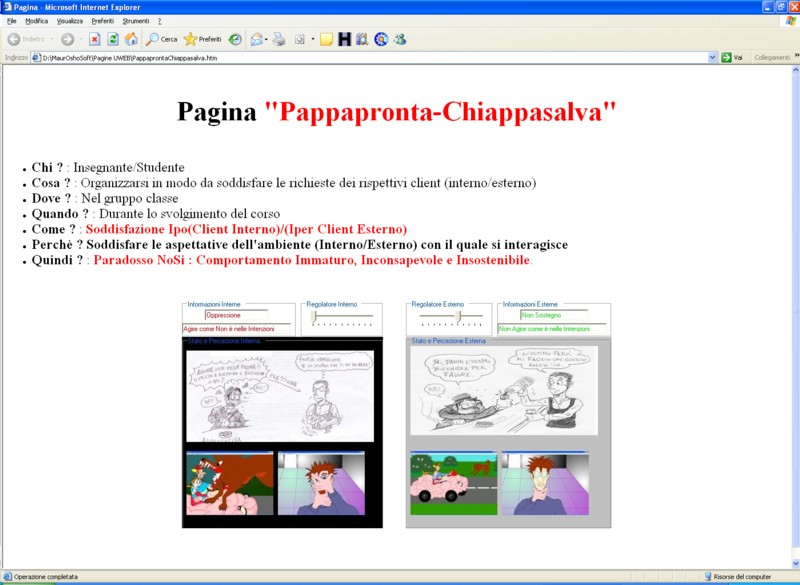 Pagina - Microsoft Internet Explorer
File Modifica Visualizza Preferiti Strumenti ?
Indietro Cerca Preferiti
Indirizzo D:\MaurOshoSoft\Pagine UWEB\PappaprontaChiappasalva.htm Vai Collegamenti »
Pagina "Pappapronta-Chiappasalva"
• Chi ? : Insegnante/Studente
• Cosa ? : Organizzarsi in modo da soddisfare le richieste dei rispettivi client (interno/esterno)
• Dove ? : Nel gruppo classe
• Quando ? : Durante lo svolgimento del corso
• Come ? : Soddisfazione Ipo(Client Interno)/(Iper Client Esterno)
• Perchè ? Soddisfare le aspettative dell'ambiente (Interno/Esterno) con il quale si interagisce
• Quindi ? : Paradosso NoSi : Comportamento Immaturo, Inconsapevole e Insostenibile.
Informazioni Interne
Oppressione
Agire come Non è nelle Intenzioni
Regolatore Interno
Stato e Percezione Interna
PRESSIONE
Regolatore Esterno
Informazioni Esterne
Non Sostegno
Non Agire come è nelle Intenzioni
Stato e Percezione Esterna
Operazione completata
Risorse del computer